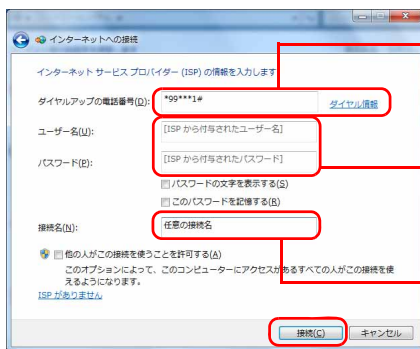 インターネットへの接続
インターネット サービス プロバイダー (ISP) の情報を入力します
ダイヤルアップの電話番号(D): *99***1# ダイヤル情報
ユーザー名(U): [ISP から付与されたユーザー名]
パスワード(P): [ISP から付与されたパスワード]
パスワードの文字を表示する(S)
このパスワードを記憶する(R)
接続名(N): 任意の接続名
他の人がこの接続を使うことを許可する(A)
このオプションによって、このコンピューターにアクセスがあるすべての人がこの接続を使
えるようになります。
ISP がありません
接続(C) キャンセル